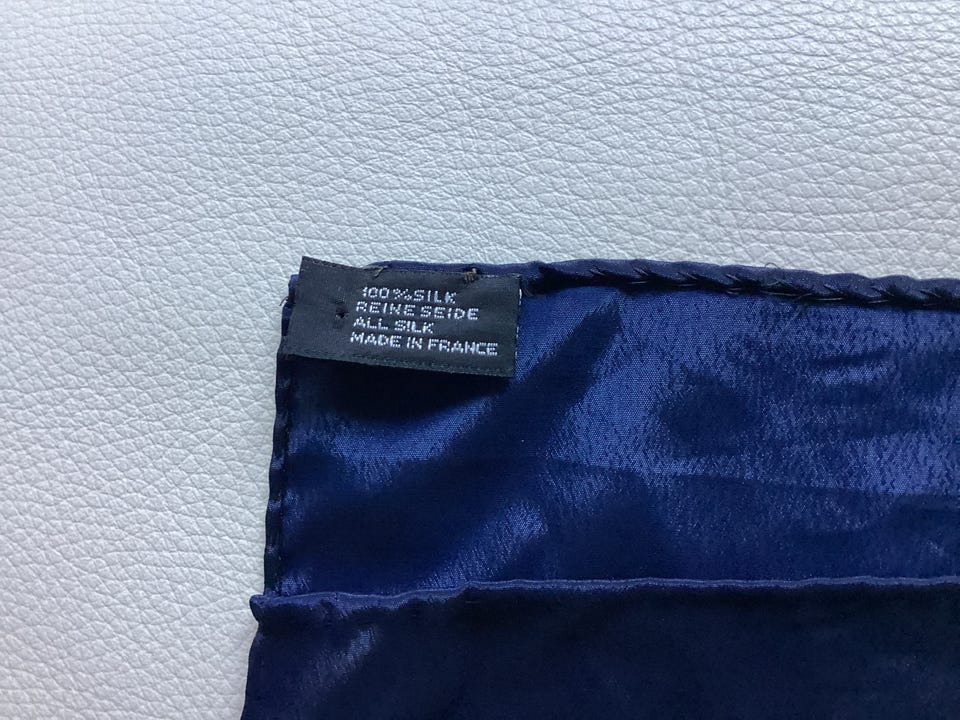 100% SILK
REINE SEIDE
ALL SILK
MADE IN FRANCE